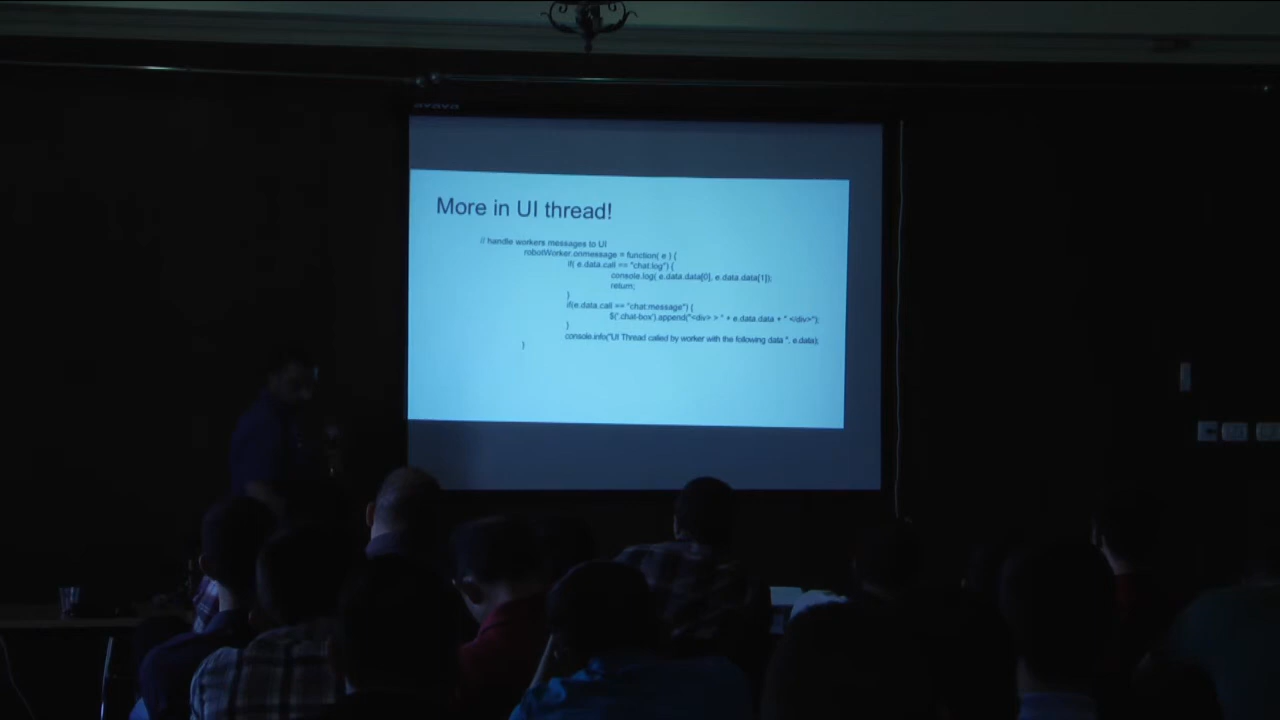 AVAYA
More in UI thread!
// handle workers messages to UI
robotWorker.onmessage = function( e ) {
if( e.data.call == "chat:log") {
console.log( e.data.data[0], e.data.data[1]);
return;
}
if(e.data.call == "chat:message") {
$('.chat-box').append("<div> > " + e.data.data + " </div>");
}
console.info("UI Thread called by worker with the following data ", e.data);
}